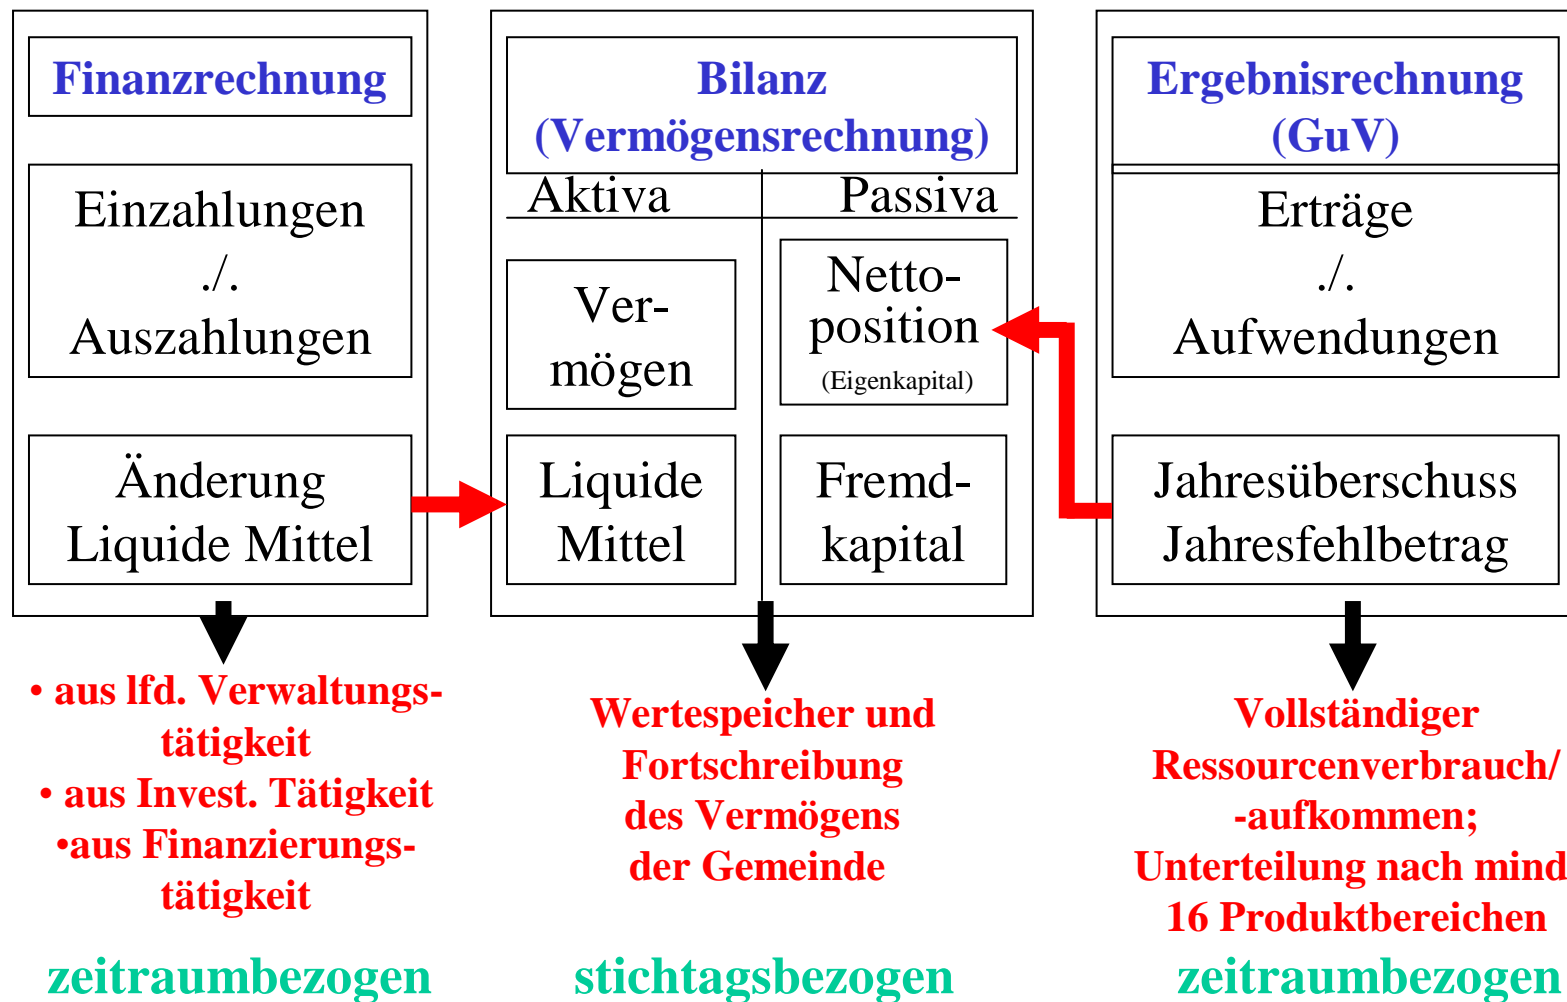 Finanzrechnung
Einzahlungen
./.
Auszahlungen
Änderung
Liquide Mittel
• aus lfd. Verwaltungs-
tätigkeit
• aus Invest. Tätigkeit
•aus Finanzierungs-
tätigkeit
zeitraumbezogen
Bilanz
(Vermögensrechnung)
Aktiva
Passiva
Ver-
mögen
Netto-
position
(Eigenkapital)
Liquide
Mittel
Fremd-
kapital
Wertespeicher und
Fortschreibung
des Vermögens
der Gemeinde
stichtagsbezogen
Ergebnisrechnung
(GuV)
Erträge
./.
Aufwendungen
Jahresüberschuss
Jahresfehlbetrag
Vollständiger
Ressourcenverbrauch/
-aufkommen;
Unterteilung nach mind
16 Produktbereichen
zeitraumbezogen